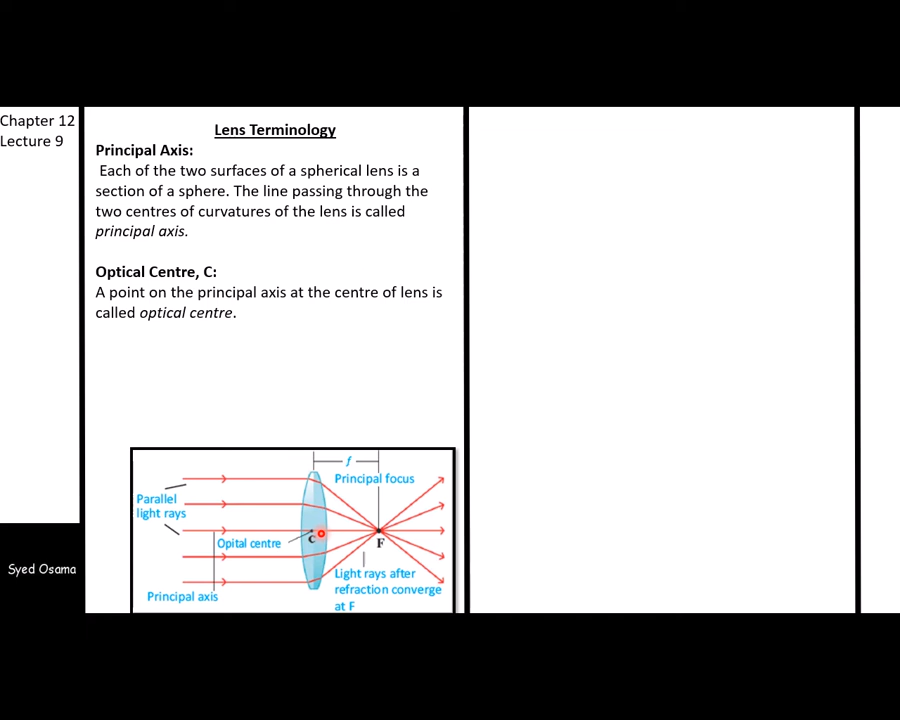 Chapter 12
Lecture 9
Lens Terminology
Principal Axis:
Each of the two surfaces of a spherical lens is a
section of a sphere. The line passing through the
two centres of curvatures of the lens is called
principal axis.
Optical Centre, C:
A point on the principal axis at the centre of lens is
called optical centre.
f
Principal focus
Parallel
light rays
Opital centre
C
F
Light rays after
refraction converge
at F
Principal axis
Syed Osama